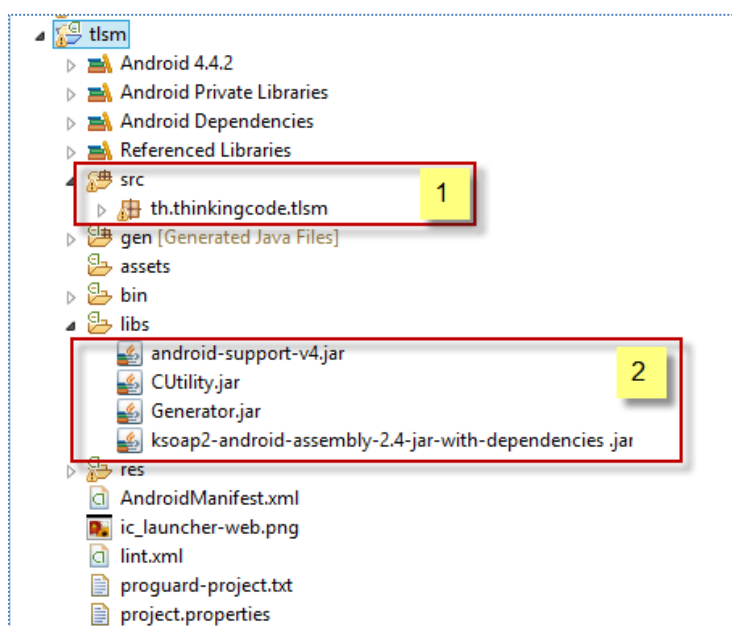 tlsm
Android 4.4.2
Android Private Libraries
Android Dependencies
Referenced Libraries
src
1
th.thinkingcode.tlsm
gen [Generated Java Files]
assets
bin
libs
android-support-v4.jar
2
CUtility.jar
Generator.jar
ksoap2-android-assembly-2.4-jar-with-dependencies .jar
res
AndroidManifest.xml
ic_launcher-web.png
lint.xml
proguard-project.txt
project.properties